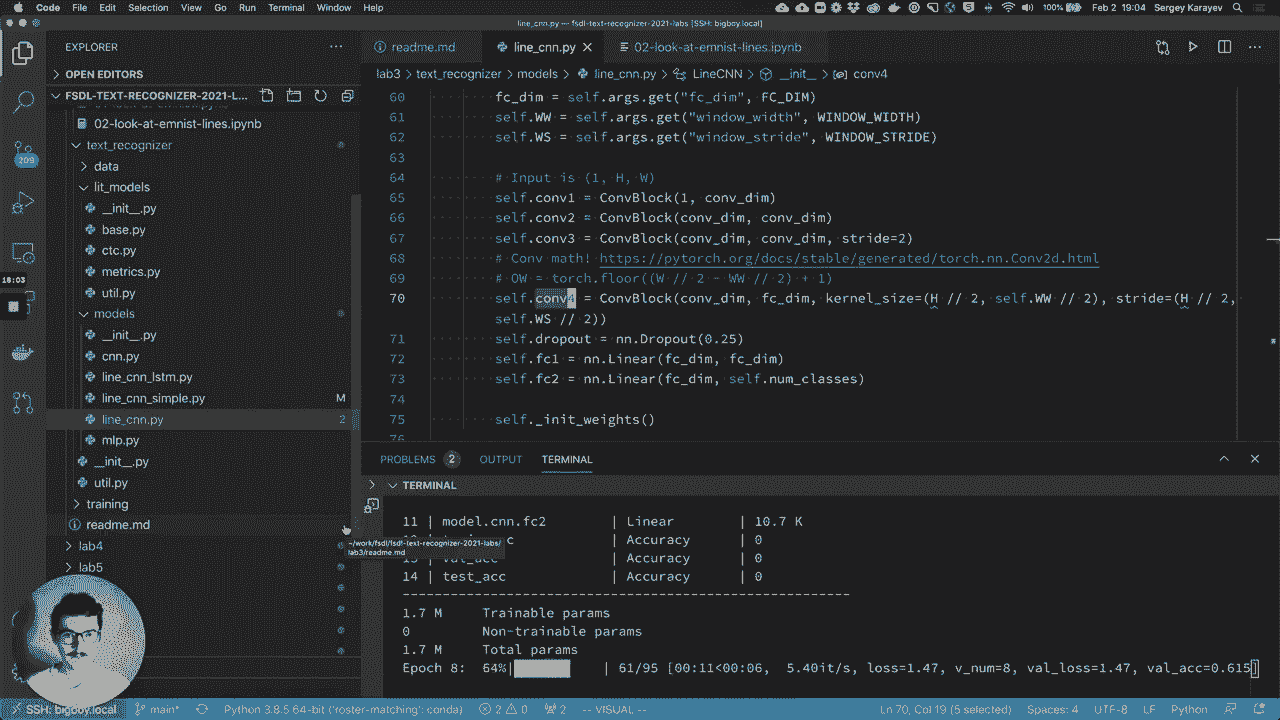 Code File Edit Selection View Go Run Terminal Window Help
100% Feb 2 19:04 Sergey Karayev
line_cnn.py — fsdl-text-recognizer-2021-labs [SSH: bigboy.local]
EXPLORER
OPEN EDITORS
FSDL-TEXT-RECOGNIZER-2021-L...
02-look-at-emnist-lines.ipynb
text_recognizer
data
lit_models
__init__.py
base.py
ctc.py
metrics.py
util.py
models
__init__.py
cnn.py
line_cnn_lstm.py
line_cnn_simple.py M
line_cnn.py 2
mlp.py
__init__.py
util.py
training
readme.md
~/work/fsdl/fsdl-text-recognizer-2021-labs/
lab3/readme.md
lab4
lab5
209
18:03
readme.md line_cnn.py 02-look-at-emnist-lines.ipynb
lab3 > text_recognizer > models > line_cnn.py > LineCNN > __init__ > conv4
60 fc_dim = self.args.get("fc_dim", FC_DIM)
61 self.WW = self.args.get("window_width", WINDOW_WIDTH)
62 self.WS = self.args.get("window_stride", WINDOW_STRIDE)
63
64 # Input is (1, H, W)
65 self.conv1 = ConvBlock(1, conv_dim)
66 self.conv2 = ConvBlock(conv_dim, conv_dim)
67 self.conv3 = ConvBlock(conv_dim, conv_dim, stride=2)
68 # Conv math! https://pytorch.org/docs/stable/generated/torch.nn.Conv2d.html
69 # OW = torch.floor((W // 2 - WW // 2) + 1)
70 self.conv4 = ConvBlock(conv_dim, fc_dim, kernel_size=(H // 2, self.WW // 2), stride=(H // 2,
self.WS // 2))
71 self.dropout = nn.Dropout(0.25)
72 self.fc1 = nn.Linear(fc_dim, fc_dim)
73 self.fc2 = nn.Linear(fc_dim, self.num_classes)
74
75 self._init_weights()
76
PROBLEMS 2 OUTPUT TERMINAL
TERMINAL
11 | model.cnn.fc2 | Linear | 10.7 K
| Accuracy | 0
val_acc | Accuracy | 0
14 | test_acc | Accuracy | 0
1.7 M Trainable params
0 Non-trainable params
1.7 M Total params
Epoch 8: 64%| | 61/95 [00:11<00:06, 5.40it/s, loss=1.47, v_num=8, val_loss=1.47, val_acc=0.615]
SSH: bigboy.local main* Python 3.8.5 64-bit ('roster-matching': conda) 2 0 2 -- VISUAL -- Ln 70, Col 19 (5 selected) Spaces: 4 UTF-8 LF Python